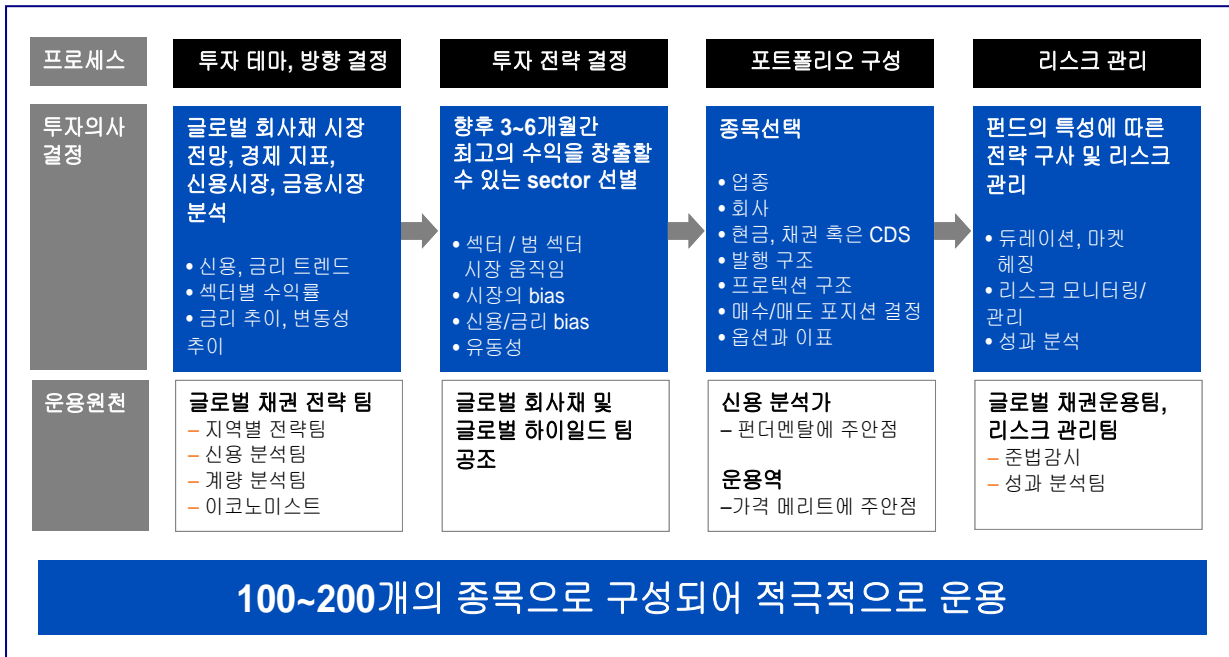 프로세스
투자 테마, 방향 결정
투자 전략 결정
포트폴리오 구성
리스크 관리
투자의사
결정
글로벌 회사채 시장
전망, 경제 지표,
신용시장, 금융시장
분석
• 신용, 금리 트렌드
• 섹터별 수익률
• 금리 추이, 변동성
추이
향후 3~6개월간
최고의 수익을 창출할
수 있는 sector 선별
• 섹터 / 범 섹터
시장 움직임
• 시장의 bias
• 신용/금리 bias
• 유동성
종목선택
• 업종
• 회사
• 현금, 채권 혹은 CDS
• 발행 구조
• 프로텍션 구조
• 매수/매도 포지션 결정
• 옵션과 이표
펀드의 특성에 따른
전략 구사 및 리스크
관리
• 듀레이션, 마켓
헤징
• 리스크 모니터링/
관리
• 성과 분석
운용원천
글로벌 채권 전략 팀
– 지역별 전략팀
– 신용 분석팀
– 계량 분석팀
– 이코노미스트
글로벌 회사채 및
글로벌 하이일드 팀
공조
신용 분석가
– 펀더멘탈에 주안점
운용역
–가격 메리트에 주안점
글로벌 채권운용팀,
리스크 관리팀
– 준법감시
– 성과 분석팀
100~200개의 종목으로 구성되어 적극적으로 운용